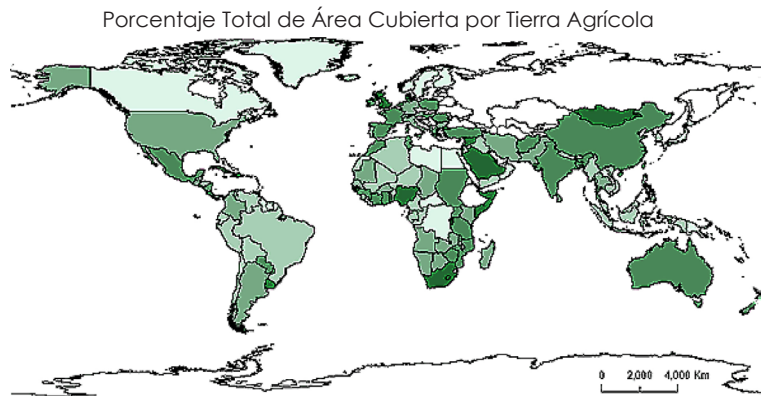 Porcentaje Total de Área Cubierta por Tierra Agrícola
0 2,000 4,000 Km